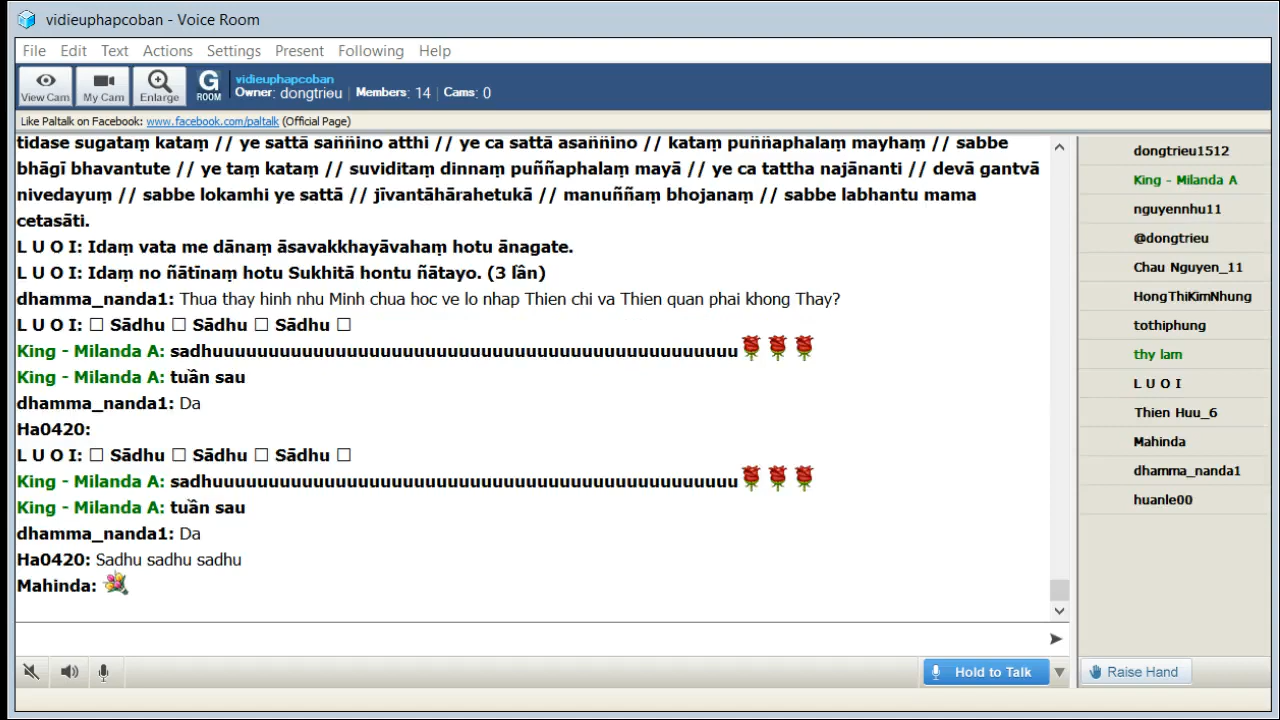 vidieuphapcoban - Voice Room
File Edit Text Actions Settings Present Following Help
View Cam My Cam Enlarge G ROOM vidieuphapcoban
Owner: dongtrieu | Members: 14 | Cams: 0
Like Paltalk on Facebook: www.facebook.com/paltalk (Official Page)
tidase sugataṃ kataṃ // ye sattā saññino atthi // ye ca sattā asaññino // kataṃ puññaphalaṃ mayhaṃ // sabbe
bhāgī bhavantute // ye taṃ kataṃ // suviditaṃ dinnaṃ puññaphalaṃ mayā // ye ca tattha najānanti // devā gantvā
nivedayuṃ // sabbe lokamhi ye sattā // jīvantāhārahetukā // manuññaṃ bhojanaṃ // sabbe labhantu mama
cetasāti.
L U O I: Idaṃ vata me dānaṃ āsavakkhayāvahaṃ hotu ānagate.
L U O I: Idaṃ no ñātīnaṃ hotu Sukhitā hontu ñātayo. (3 lần)
dhamma_nanda1: Thua thay hinh nhu Minh chua hoc ve lo nhap Thien chi va Thien quan phai khong Thay?
L U O I: □ Sādhu □ Sādhu □ Sādhu □
King - Milanda A: sadhuuuuuuuuuuuuuuuuuuuuuuuuuuuuuuuuuuuuuuuuuuuuuuu
King - Milanda A: tuần sau
dhamma_nanda1: Da
Ha0420:
L U O I: □ Sādhu □ Sādhu □ Sādhu □
King - Milanda A: sadhuuuuuuuuuuuuuuuuuuuuuuuuuuuuuuuuuuuuuuuuuuuuuuu
King - Milanda A: tuần sau
dhamma_nanda1: Da
Ha0420: Sadhu sadhu sadhu
Mahinda:
Hold to Talk
dongtrieu1512
King - Milanda A
nguyennhu11
@dongtrieu
Chau Nguyen_11
HongThiKimNhung
tothiphung
thy lam
L U O I
Thien Huu_6
Mahinda
dhamma_nanda1
huanle00
Raise Hand